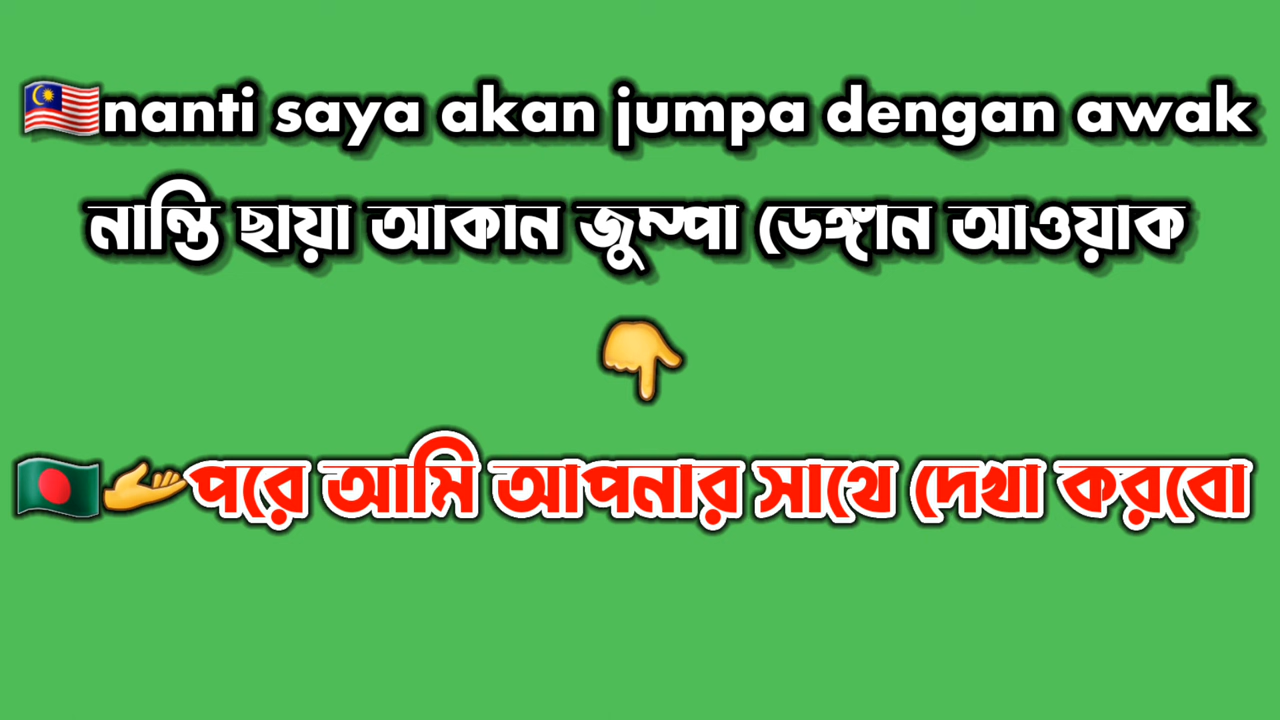 🇲🇾nanti saya akan jumpa dengan awak
নান্তি ছায়া আকান জুম্পা ডেঙ্গান আওয়াক
👇
🇧🇩🫴পরে আমি আপনার সাথে দেখা করবো